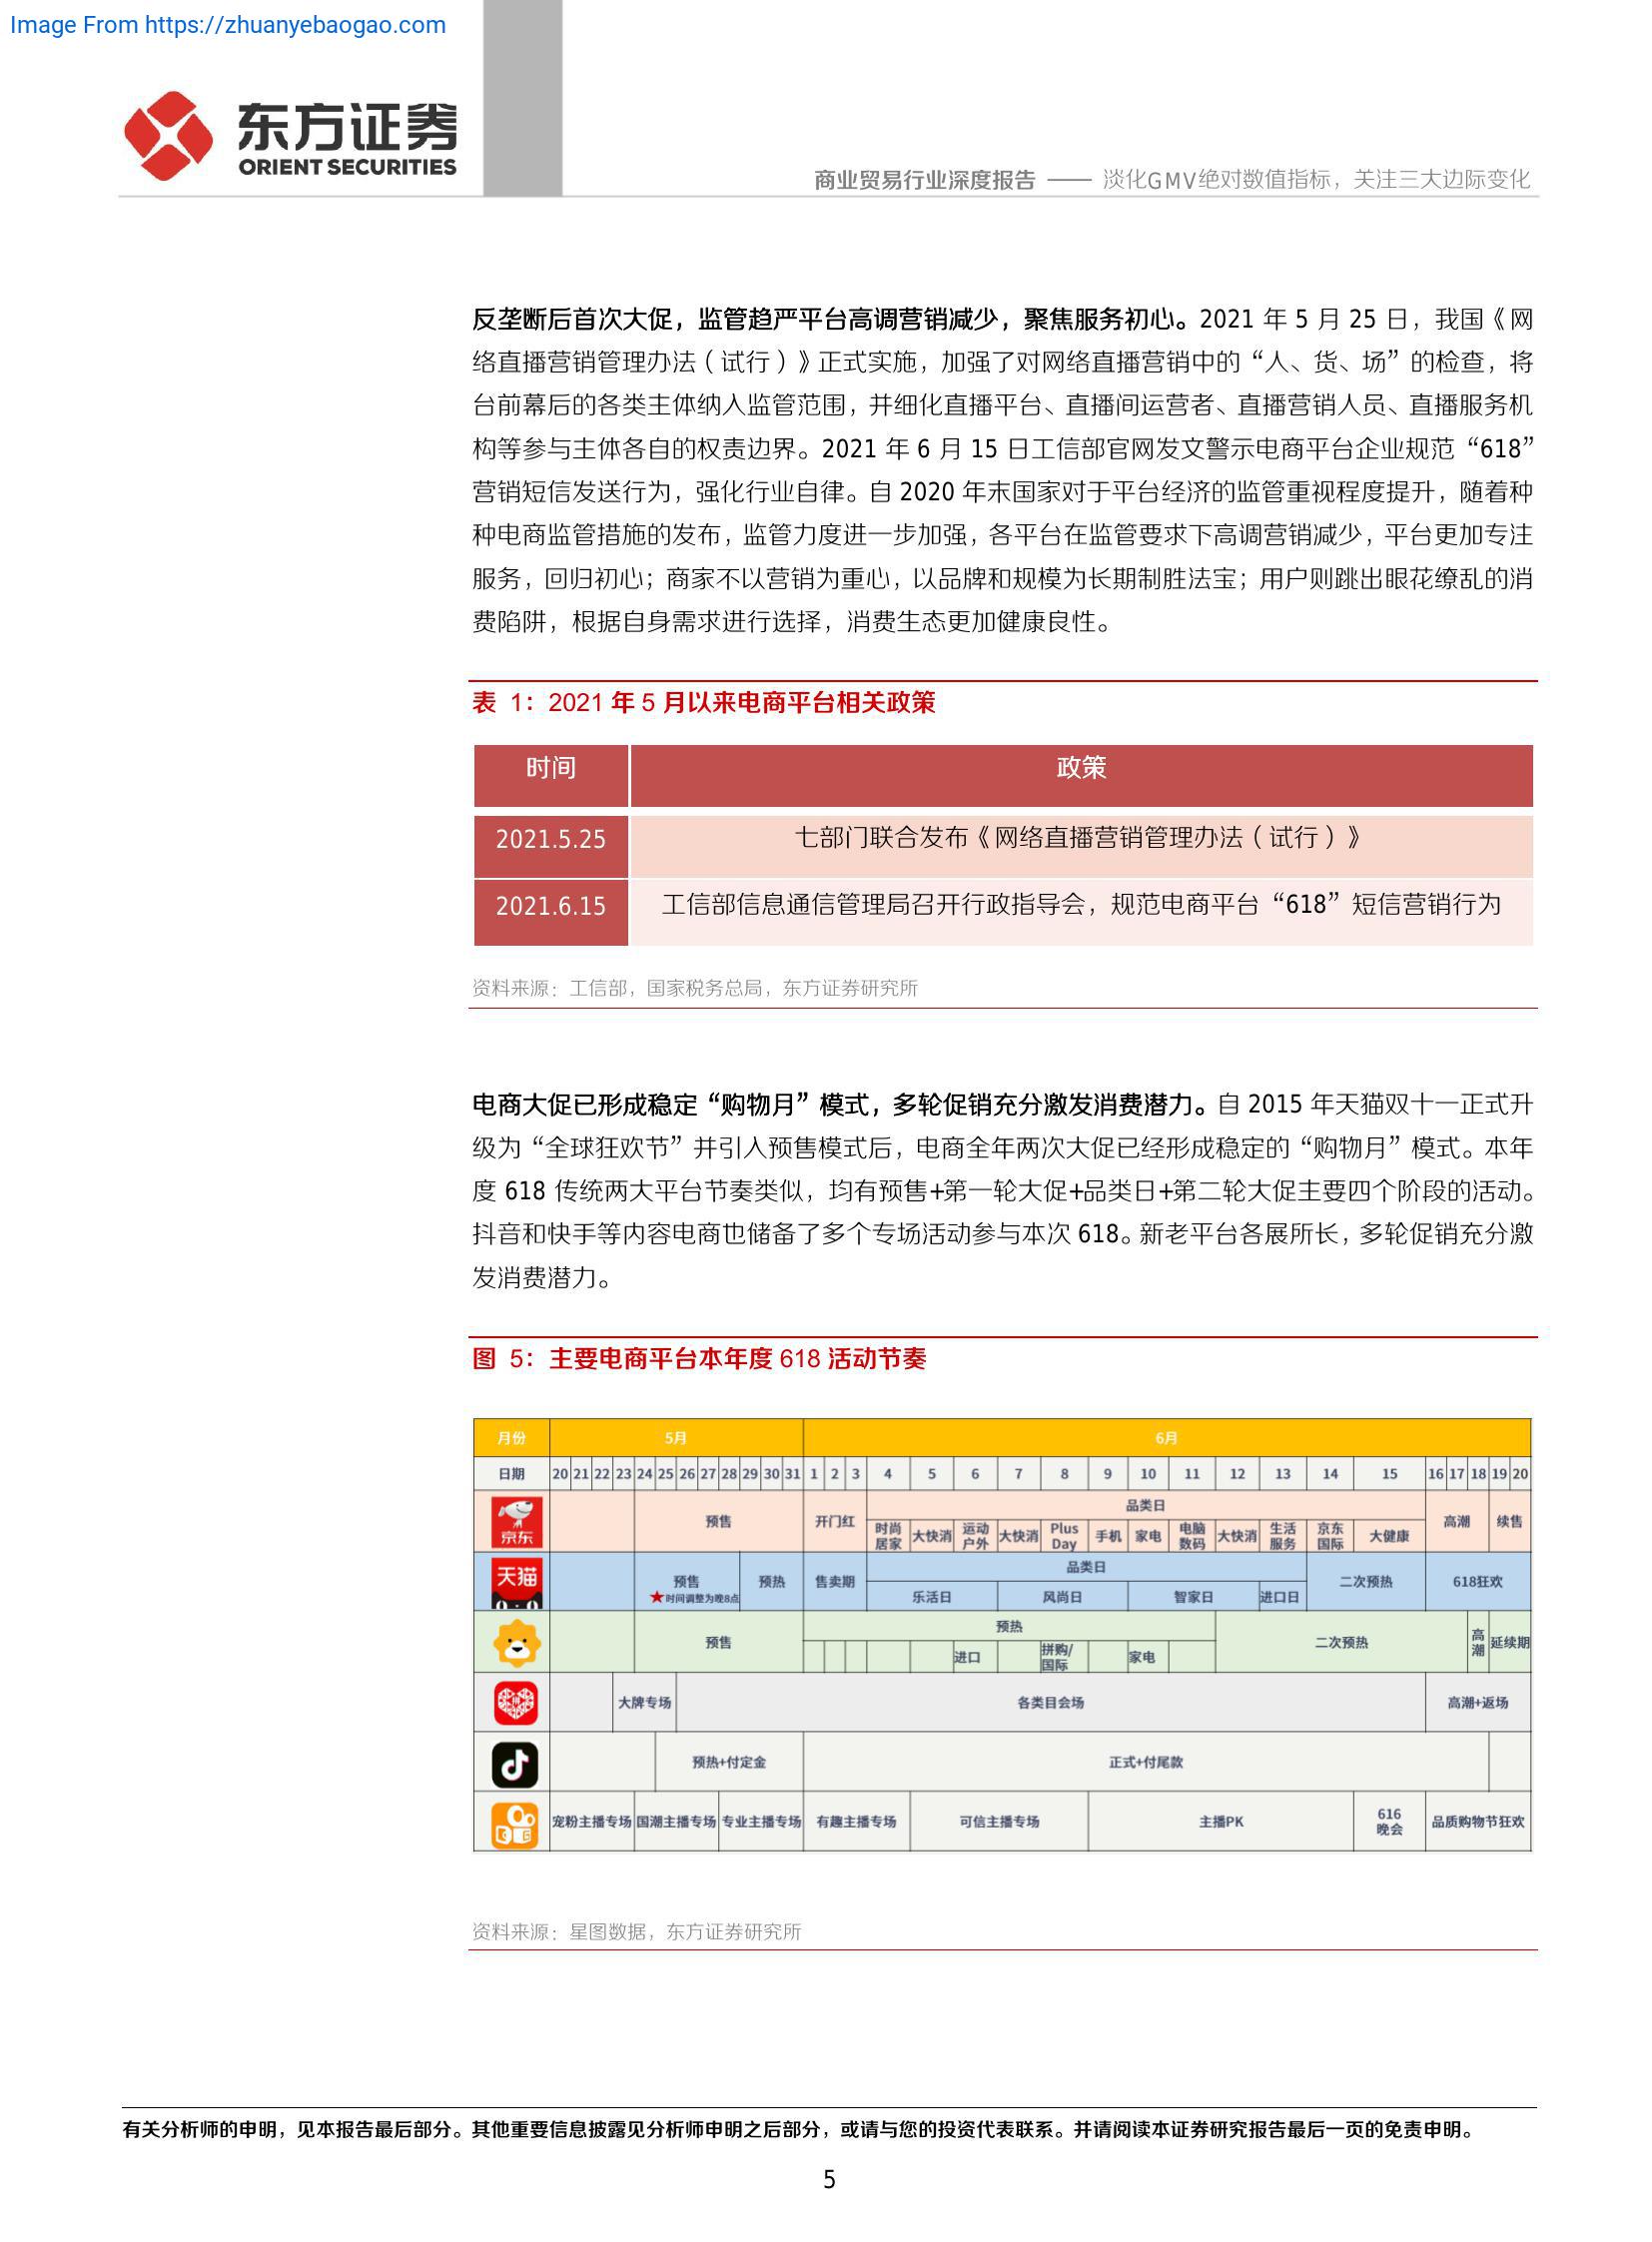 Image From https://zhuanyebaogao.com
东方证券
ORIENT SECURITIES
商业贸易行业深度报告 —— 淡化GMV绝对数值指标，关注三大边际变化
反垄断后首次大促，监管趋严平台高调营销减少，聚焦服务初心。2021 年 5 月 25 日，我国《网
络直播营销管理办法（试行）》正式实施，加强了对网络直播营销中的“人、货、场”的检查，将
台前幕后的各类主体纳入监管范围，并细化直播平台、直播间运营者、直播营销人员、直播服务机
构等参与主体各自的权责边界。2021 年 6 月 15 日工信部官网发文警示电商平台企业规范“618”
营销短信发送行为，强化行业自律。自 2020 年末国家对于平台经济的监管重视程度提升，随着种
种电商监管措施的发布，监管力度进一步加强，各平台在监管要求下高调营销减少，平台更加专注
服务，回归初心；商家不以营销为重心，以品牌和规模为长期制胜法宝；用户则跳出眼花缭乱的消
费陷阱，根据自身需求进行选择，消费生态更加健康良性。
表 1：2021 年 5 月以来电商平台相关政策
时间 政策
2021.5.25 七部门联合发布《网络直播营销管理办法（试行）》
2021.6.15 工信部信息通信管理局召开行政指导会，规范电商平台“618”短信营销行为
资料来源：工信部，国家税务总局，东方证券研究所
电商大促已形成稳定“购物月”模式，多轮促销充分激发消费潜力。自 2015 年天猫双十一正式升
级为“全球狂欢节”并引入预售模式后，电商全年两次大促已经形成稳定的“购物月”模式。本年
度 618 传统两大平台节奏类似，均有预售+第一轮大促+品类日+第二轮大促主要四个阶段的活动。
抖音和快手等内容电商也储备了多个专场活动参与本次 618。新老平台各展所长，多轮促销充分激
发消费潜力。
图 5：主要电商平台本年度 618 活动节奏
月份 5月 6月
日期 20 21 22 23 24 25 26 27 28 29 30 31 1 2 3 4 5 6 7 8 9 10 11 12 13 14 15 16 17 18 19 20
京东 预售 开门红 品类日 高潮 续售
时尚居家 大快消 运动户外 大快消 Plus Day 手机 家电 电脑数码 大快消 生活服务 京东国际 大健康
天猫 预售 预热 售卖期 品类日 二次预热 618狂欢
★时间调整为晚8点 乐活日 风尚日 智家日 进口日
预售 预热 二次预热 高潮 延续期
进口 拼购/国际 家电
大牌专场 各类目会场 高潮+返场
预热+付定金 正式+付尾款
宠粉主播专场 国潮主播专场 专业主播专场 有趣主播专场 可信主播专场 主播PK 616晚会 品质购物节狂欢
资料来源：星图数据，东方证券研究所
有关分析师的申明，见本报告最后部分。其他重要信息披露见分析师申明之后部分，或请与您的投资代表联系。并请阅读本证券研究报告最后一页的免责申明。
5